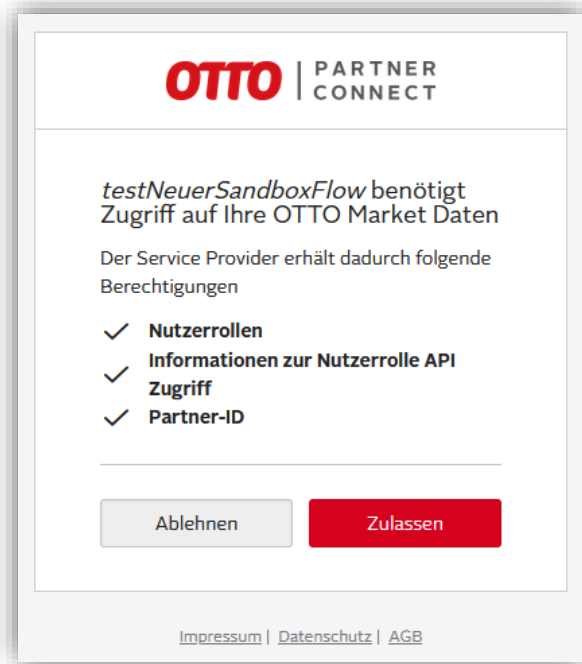 OTTO | PARTNER
CONNECT
testNeuerSandboxFlow benötigt
Zugriff auf Ihre OTTO Market Daten
Der Service Provider erhält dadurch folgende
Berechtigungen
Nutzerrollen
Informationen zur Nutzerrolle API
Zugriff
Partner-ID
Ablehnen Zulassen
Impressum | Datenschutz | AGB